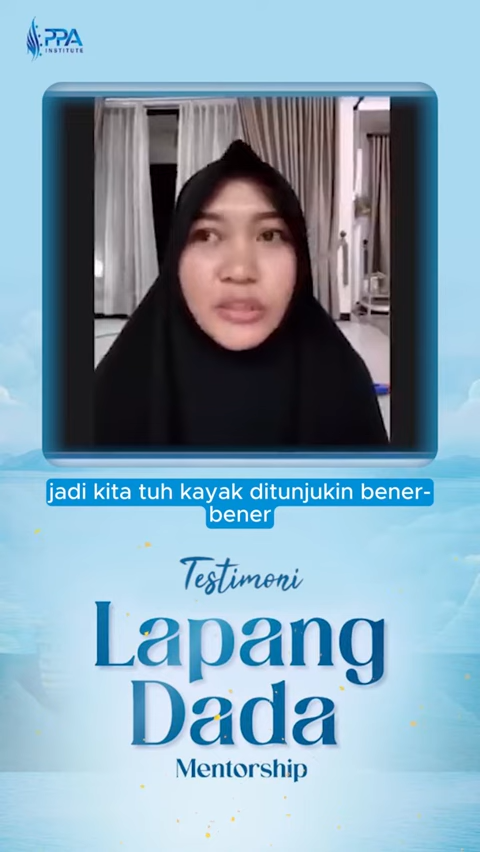 PPA
INSTITUTE
jadi kita tuh kayak ditunjukin bener-
bener
Testimoni
Lapang
Dada
Mentorship